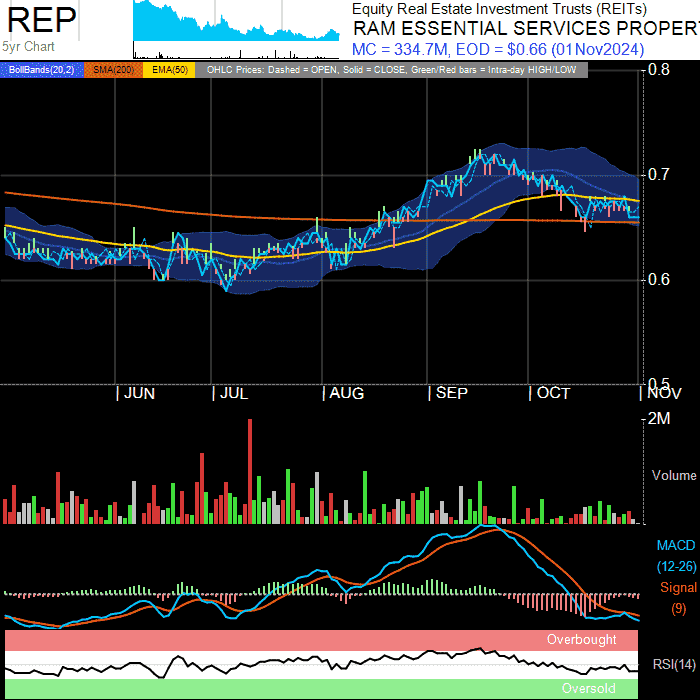 REP
5yr Chart
Equity Real Estate Investment Trusts (REITs)
RAM ESSENTIAL SERVICES PROPER
MC = 334.7M, EOD = $0.66 (01Nov2024)
BollBands(20,2) SMA(200) EMA(50) OHLC Prices: Dashed = OPEN, Solid = CLOSE, Green/Red bars = Intra-day HIGH/LOW
0.8
0.7
0.6
0.5
JUN JUL AUG SEP OCT NOV
2M
Volume
MACD
(12-26)
Signal
(9)
Overbought
RSI(14)
Oversold